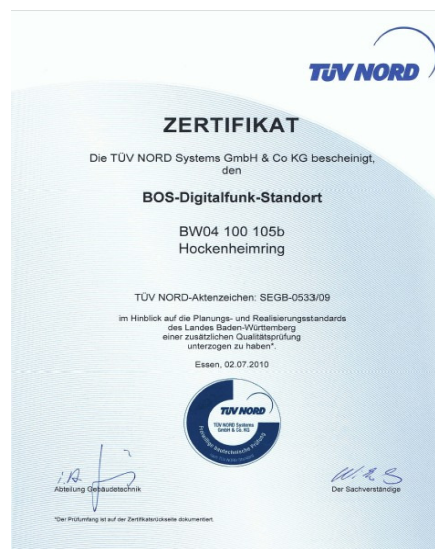 TÜV NORD
ZERTIFIKAT
Die TÜV NORD Systems GmbH & Co KG bescheinigt,
den
BOS-Digitalfunk-Standort
BW04 100 105b
Hockenheimring
TÜV NORD-Aktenzeichen: SEGB-0533/09
im Hinblick auf die Planungs- und Realisierungsstandards
des Landes Baden-Württemberg
einer zusätzlichen Qualitätsprüfung
unterzogen zu haben*.
Essen, 02.07.2010
TÜV NORD
TÜV NORD Systems
GmbH & Co. KG
Freiwillige bautechnische Prüfung
i. A.
Abteilung Gebäudetechnik
Der Sachverständige
*Der Prüfumfang ist auf der Zertifikatsrückseite dokumentiert.